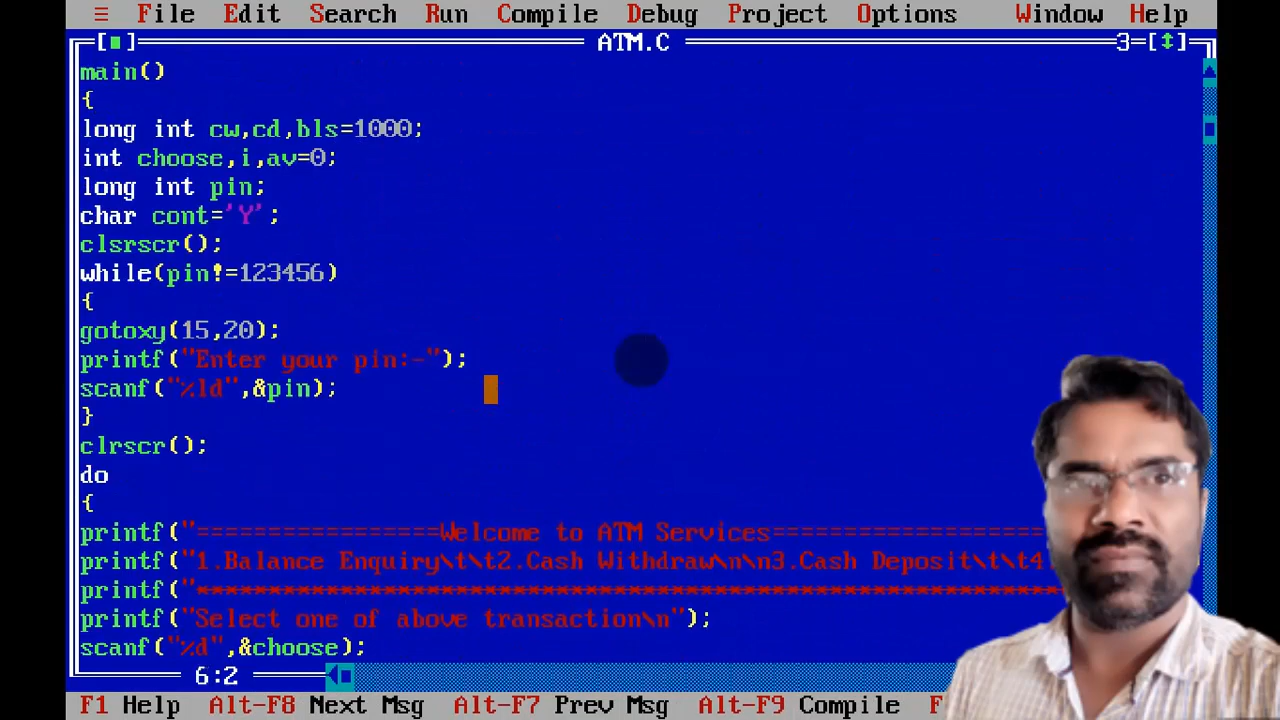 ≡ File Edit Search Run Compile Debug Project Options Window Help
[■] ATM.C 3=[↕]
main()
{
long int cw,cd,bls=1000;
int choose,i,av=0;
long int pin;
char cont='Y';
clsrscr();
while(pin!=123456)
{
gotoxy(15,20);
printf("Enter your pin:-");
scanf("%ld",&pin);
}
clrscr();
do
{
printf("=================Welcome to ATM Services===================
printf("1.Balance Enquiry\t\t2.Cash Withdraw\n\n3.Cash Deposit\t\t4
printf("************************************************************
printf("Select one of above transaction\n");
scanf("%d",&choose);
6:2
F1 Help Alt-F8 Next Msg Alt-F7 Prev Msg Alt-F9 Compile F